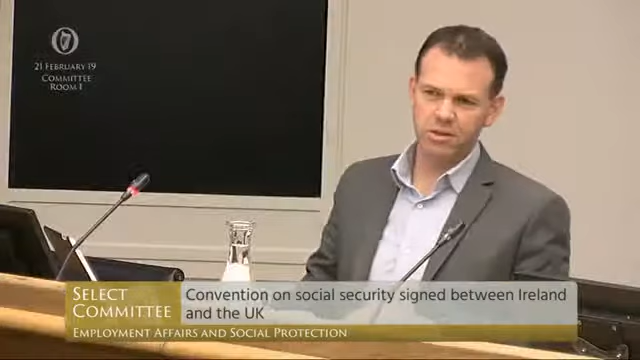 21 February 19
Committee
Room 1
Select
Committee
Convention on social security signed between Ireland
and the UK
Employment Affairs and Social Protection